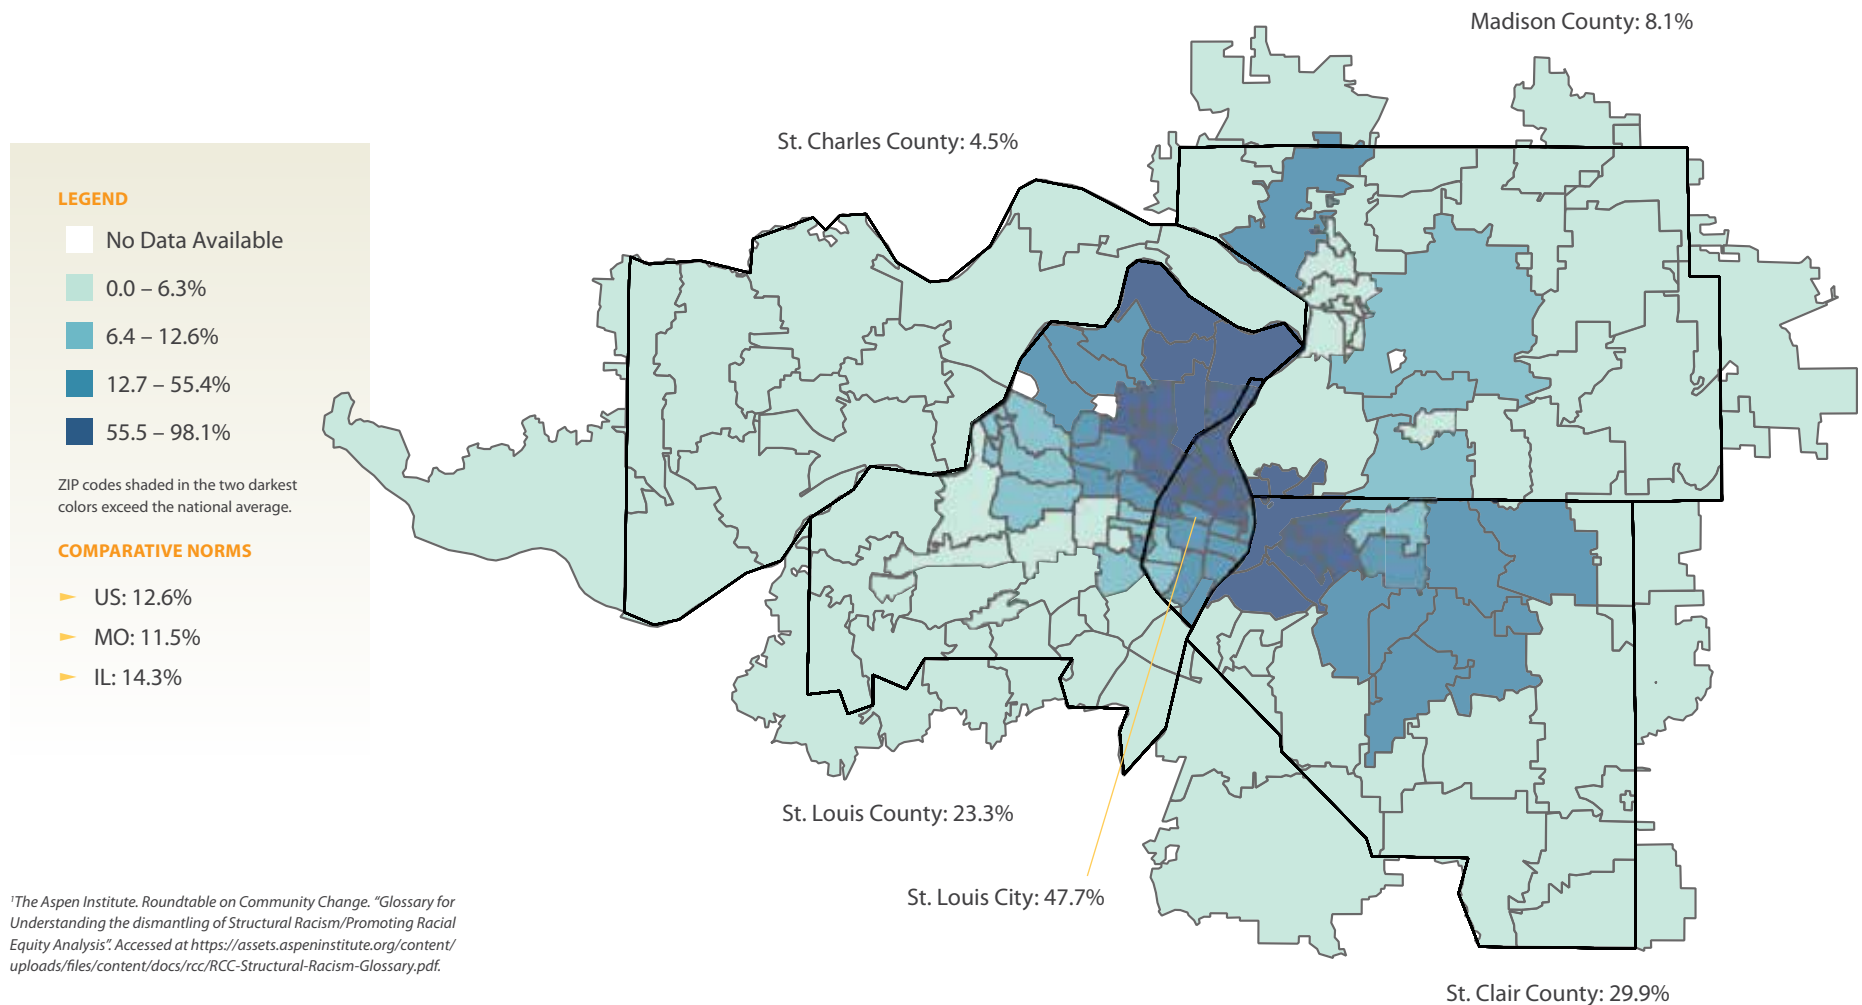 Madison County: 8.1%
St. Charles County: 4.5%
LEGEND
No Data Available
0.0 – 6.3%
6.4 – 12.6%
12.7 – 55.4%
55.5 – 98.1%
ZIP codes shaded in the two darkest
colors exceed the national average.
COMPARATIVE NORMS
► US: 12.6%
► MO: 11.5%
► IL: 14.3%
St. Louis County: 23.3%
St. Louis City: 47.7%
¹The Aspen Institute. Roundtable on Community Change. "Glossary for
Understanding the dismantling of Structural Racism/Promoting Racial
Equity Analysis". Accessed at https://assets.aspeninstitute.org/content/
uploads/files/content/docs/rcc/RCC-Structural-Racism-Glossary.pdf.
St. Clair County: 29.9%